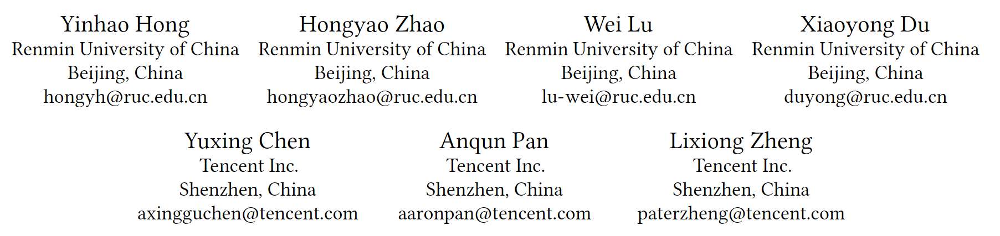 Yinhao Hong
Renmin University of China
Beijing, China
hongyh@ruc.edu.cn
Hongyao Zhao
Renmin University of China
Beijing, China
hongyaozhao@ruc.edu.cn
Wei Lu
Renmin University of China
Beijing, China
lu-wei@ruc.edu.cn
Xiaoyong Du
Renmin University of China
Beijing, China
duyong@ruc.edu.cn
Yuxing Chen
Tencent Inc.
Shenzhen, China
axingguchen@tencent.com
Anqun Pan
Tencent Inc.
Shenzhen, China
aaronpan@tencent.com
Lixiong Zheng
Tencent Inc.
Shenzhen, China
paterzheng@tencent.com